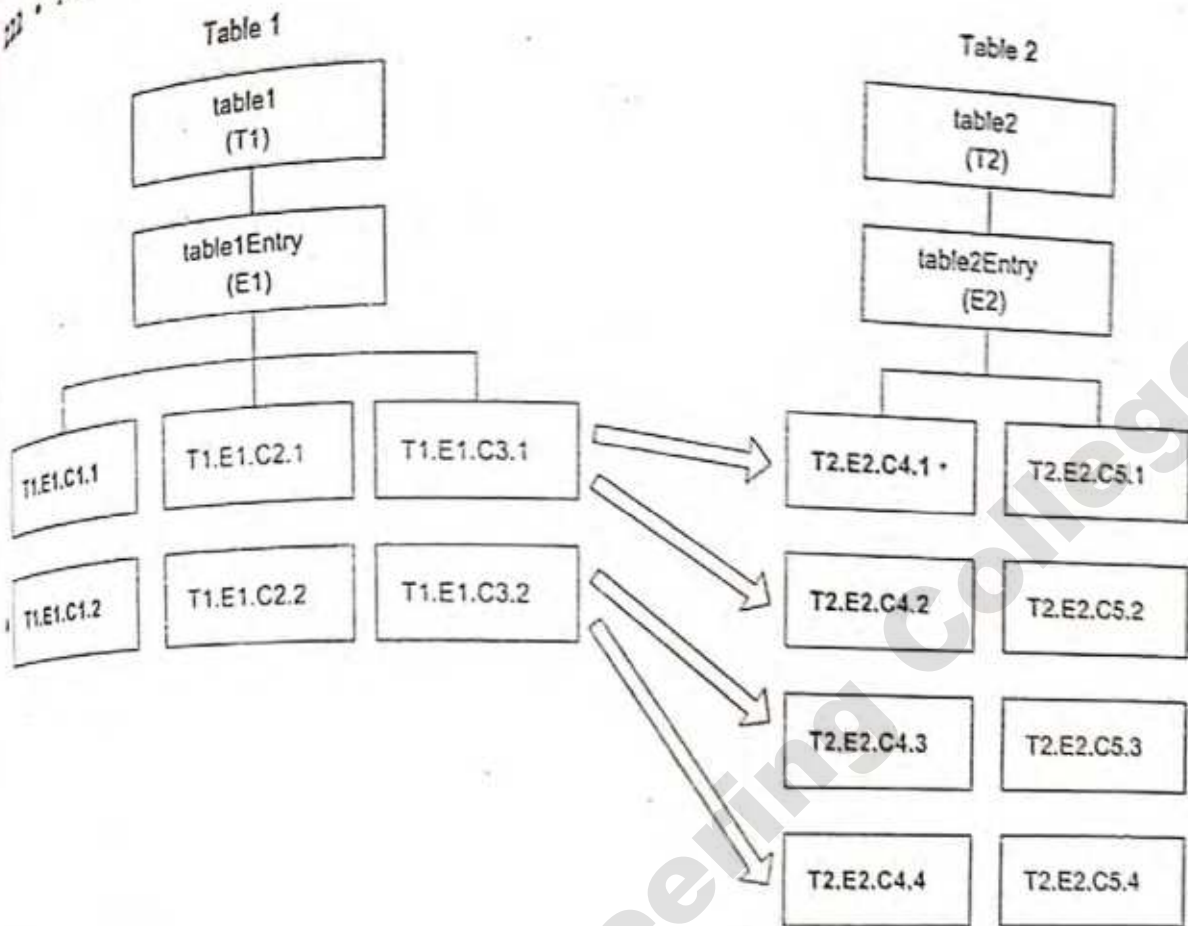 Table 1
Table 2
table1
(T1)
table2
(T2)
table1Entry
(E1)
table2Entry
(E2)
T1.E1.C1.1
T1.E1.C2.1
T1.E1.C3.1
T2.E2.C4.1
T2.E2.C5.1
T1.E1.C1.2
T1.E1.C2.2
T1.E1.C3.2
T2.E2.C4.2
T2.E2.C5.2
T2.E2.C4.3
T2.E2.C5.3
T2.E2.C4.4
T2.E2.C5.4
College